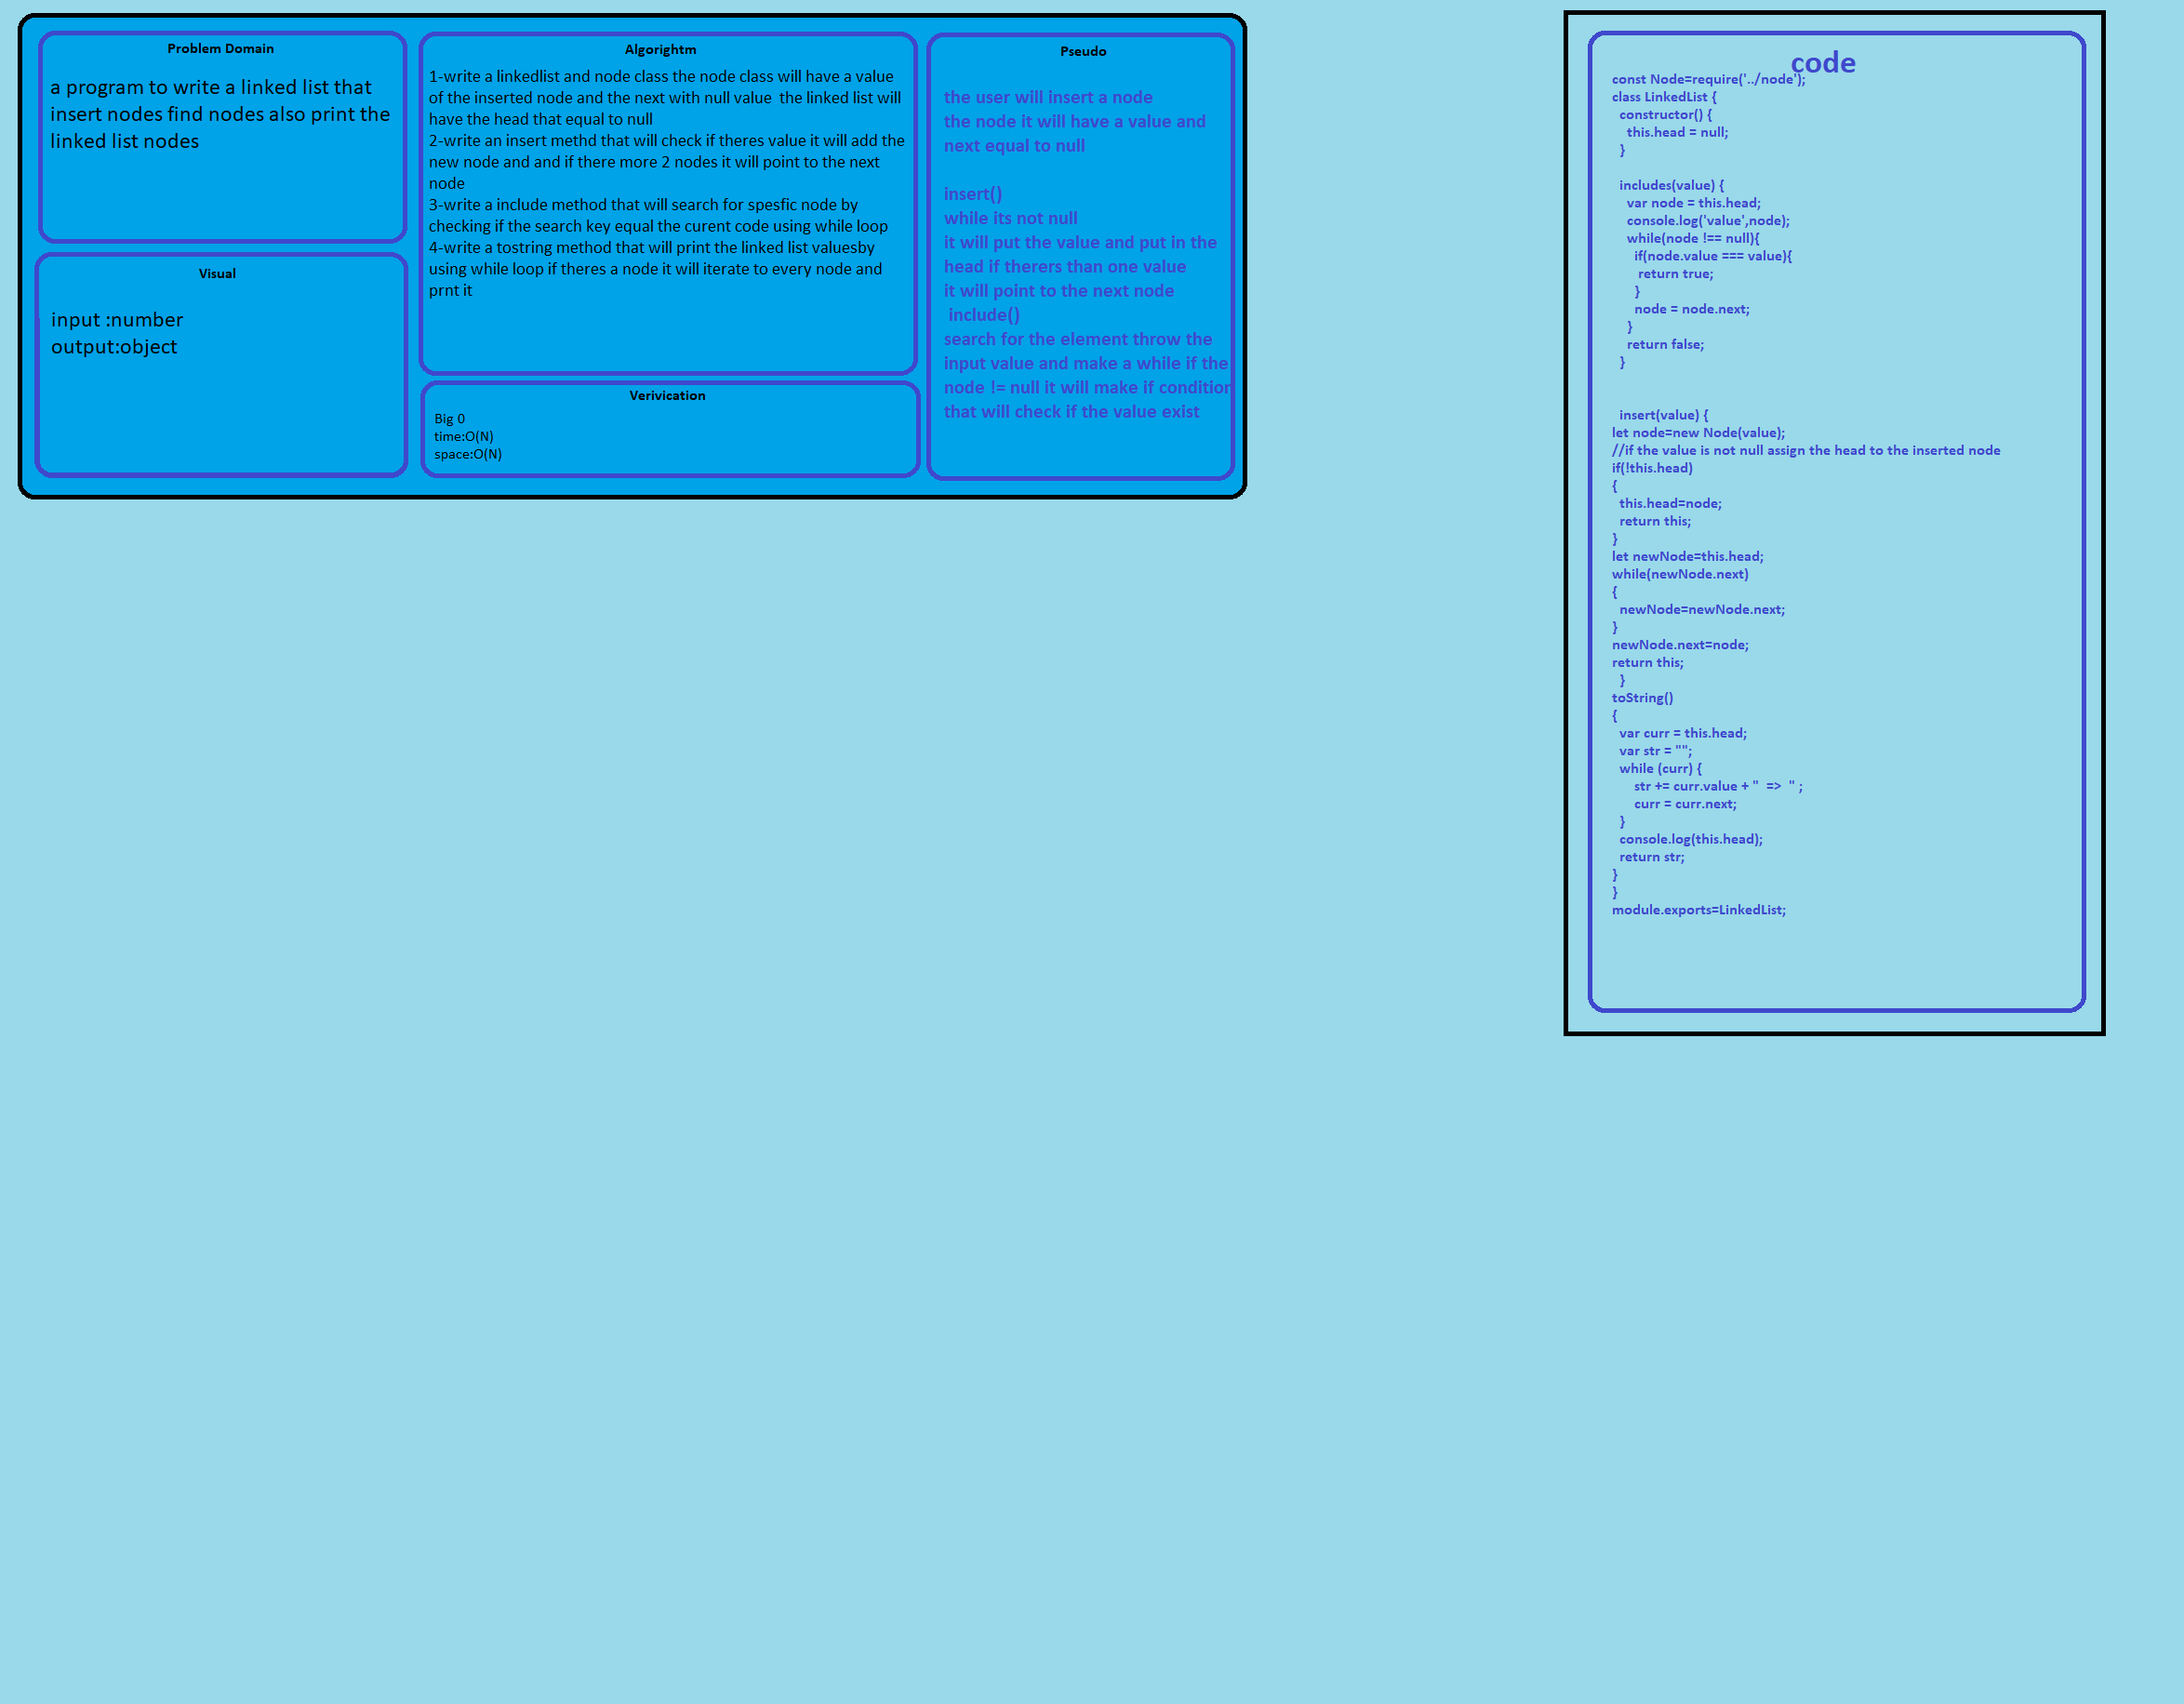 Problem Domain
a program to write a linked list that
insert nodes find nodes also print the
linked list nodes
Visual
input :number
output:object
Algorightm
1-write a linkedlist and node class the node class will have a value
of the inserted node and the next with null value  the linked list will
have the head that equal to null
2-write an insert methd that will check if theres value it will add the
new node and and if there more 2 nodes it will point to the next
node
3-write a include method that will search for spesfic node by
checking if the search key equal the curent code using while loop
4-write a tostring method that will print the linked list valuesby
using while loop if theres a node it will iterate to every node and
prnt it
Verivication
Big 0
time:O(N)
space:O(N)
Pseudo
the user will insert a node
the node it will have a value and
next equal to null
insert()
while its not null
it will put the value and put in the
head if therers than one value
it will point to the next node
include()
search for the element throw the
input value and make a while if the
node != null it will make if condition
that will check if the value exist
code
const Node=require('../node');
class LinkedList {
constructor() {
this.head = null;
}
includes(value) {
var node = this.head;
console.log('value',node);
while(node !== null){
if(node.value === value){
return true;
}
node = node.next;
}
return false;
}
insert(value) {
let node=new Node(value);
//if the value is not null assign the head to the inserted node
if(!this.head)
{
this.head=node;
return this;
}
let newNode=this.head;
while(newNode.next)
{
newNode=newNode.next;
}
newNode.next=node;
return this;
}
toString()
{
var curr = this.head;
var str = "";
while (curr) {
str += curr.value + "  =>  " ;
curr = curr.next;
}
console.log(this.head);
return str;
}
}
module.exports=LinkedList;